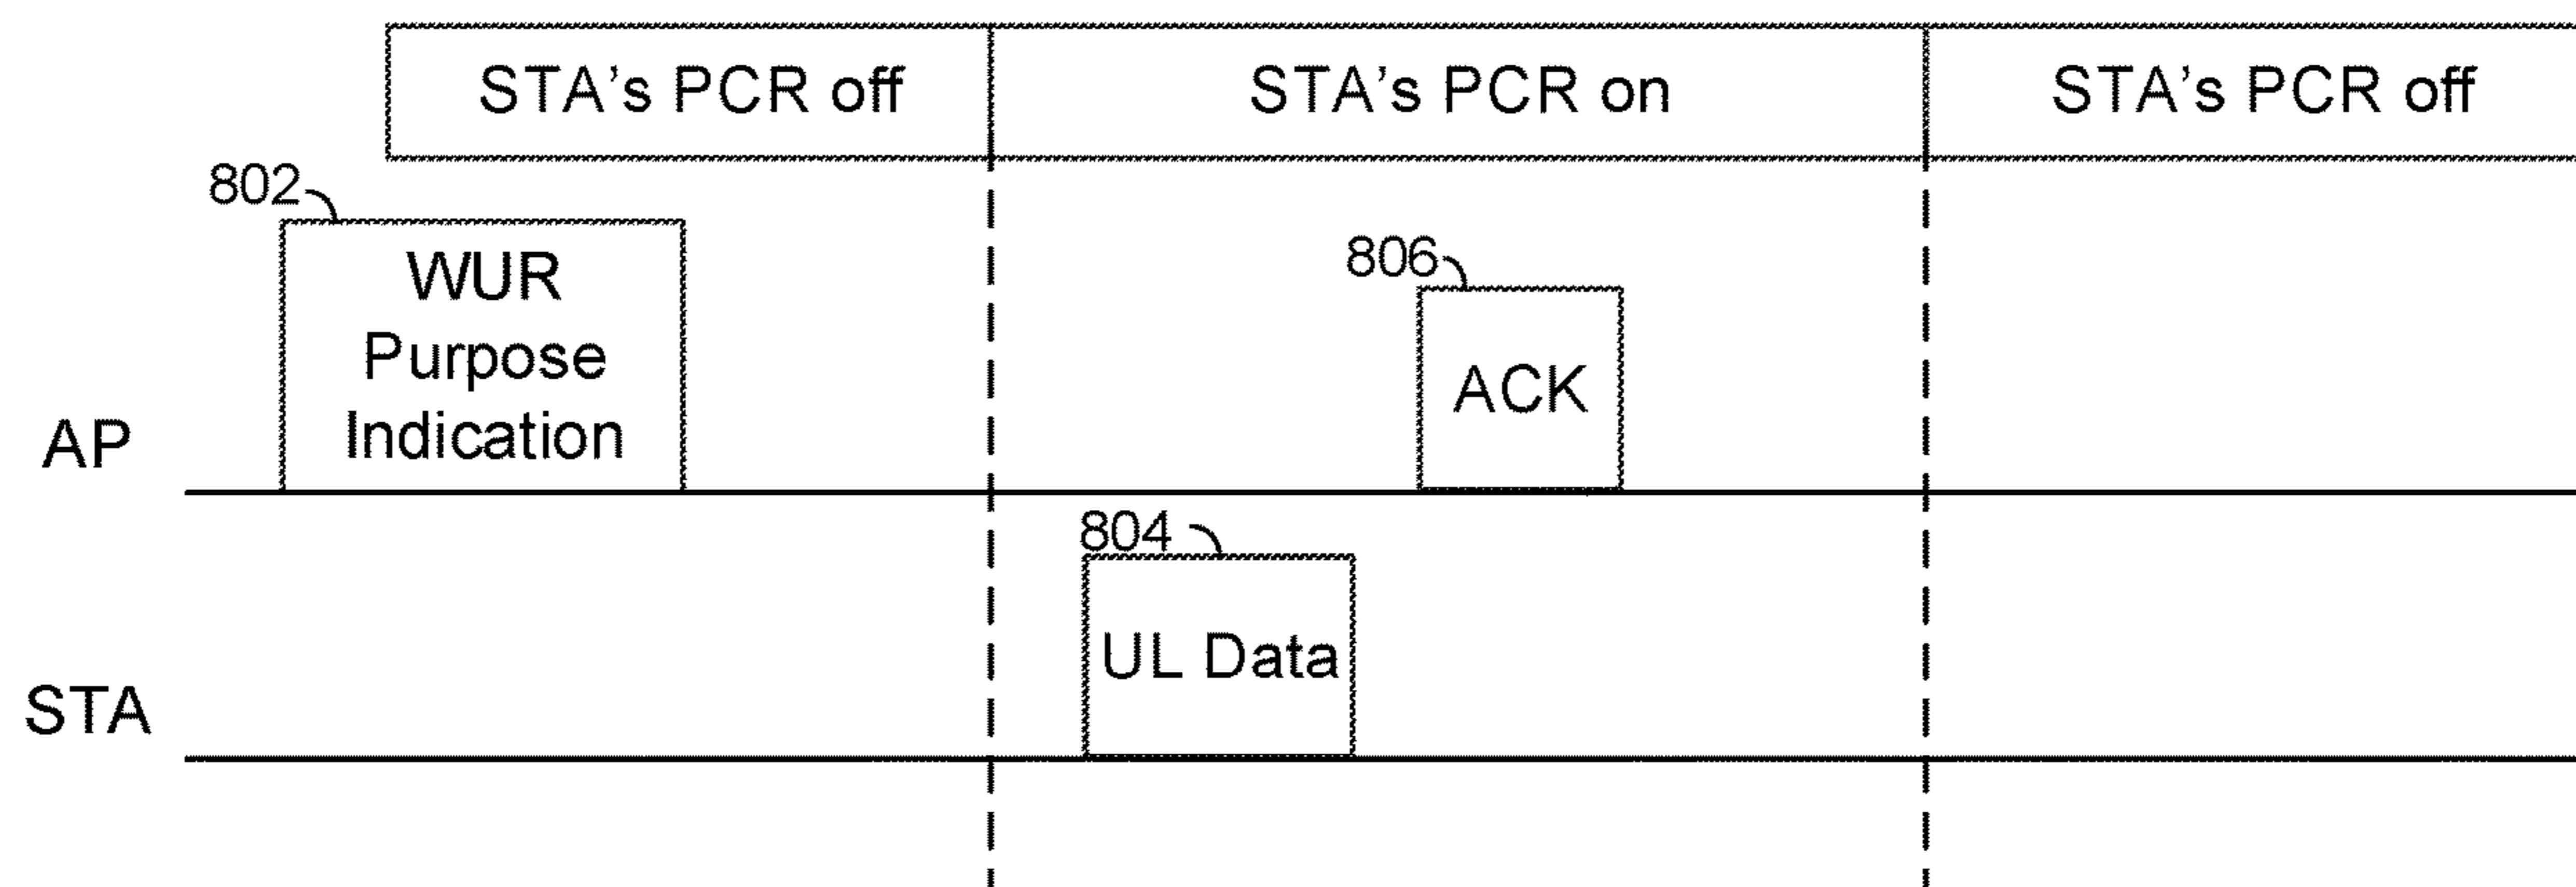 STA's PCR off
STA's PCR on
STA's PCR off
802
WUR
Purpose
Indication
806
ACK
AP
804
UL Data
STA